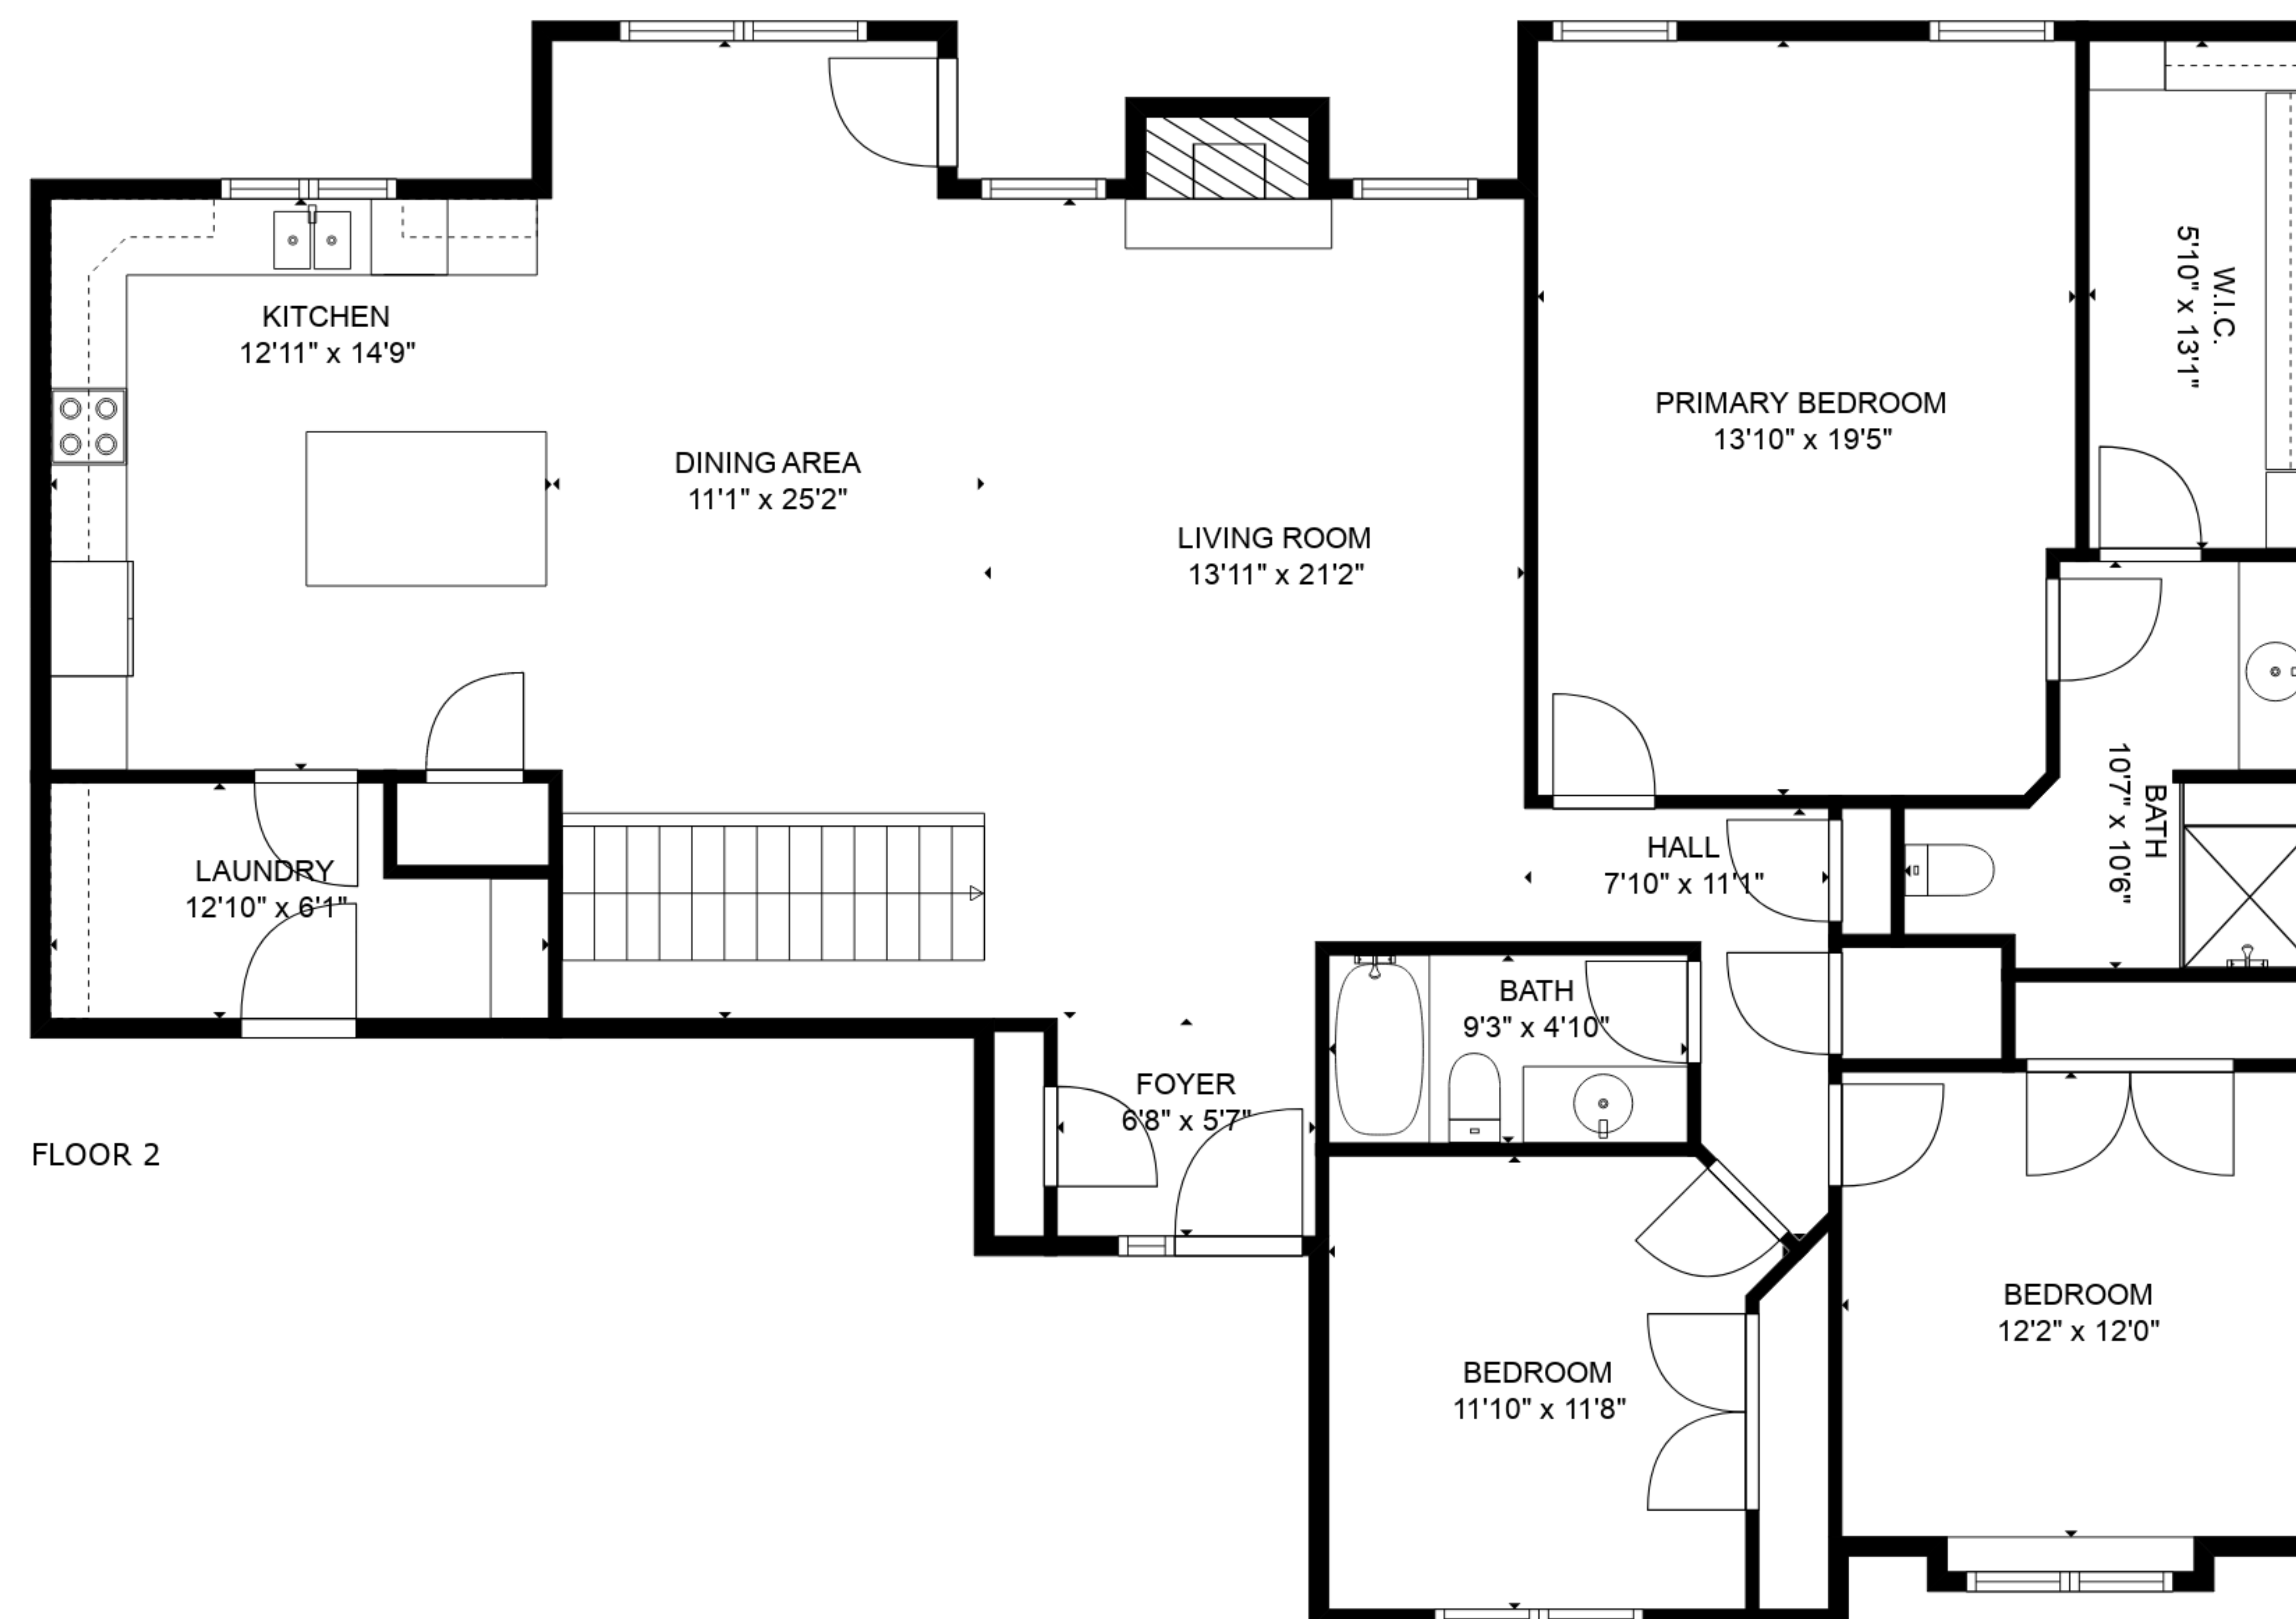 KITCHEN
12'11" x 14'9"
DINING AREA
11'1" x 25'2"
LIVING ROOM
13'11" x 21'2"
PRIMARY BEDROOM
13'10" x 19'5"
W.I.C.
5'10" x 13'1"
BATH
10'7" x 10'6"
LAUNDRY
12'10" x 6'1"
HALL
7'10" x 11'1"
BATH
9'3" x 4'10"
FOYER
6'8" x 5'7"
FLOOR 2
BEDROOM
11'10" x 11'8"
BEDROOM
12'2" x 12'0"